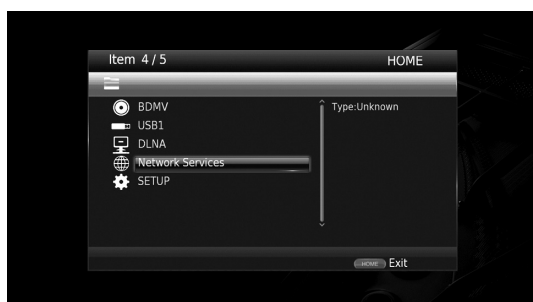 Item 4 / 5 HOME
BDMV Type:Unknown
USB1
DLNA
Network Services
SETUP
HOME Exit